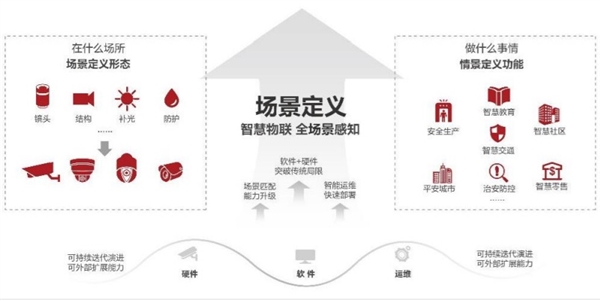 在什么场所
场景定义形态
镜头
结构
补光
防护
......
场景定义
智慧物联 全场景感知
软件+硬件
突破传统局限
场景匹配
能力升级
智能运维
快速部署
做什么事情
情景定义功能
安全生产
智慧教育
智慧社区
智慧交通
平安城市
治安防控
智慧零售
......
可持续迭代演进
可外部扩展能力
硬件
软件
运维
可持续迭代演进
可外部扩展能力